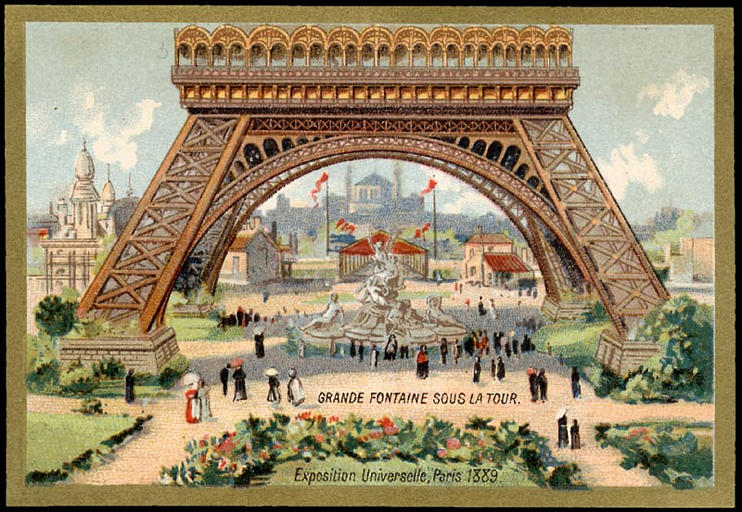 GRANDE FONTAINE SOUS LA TOUR.
Exposition Universelle, Paris 1889.